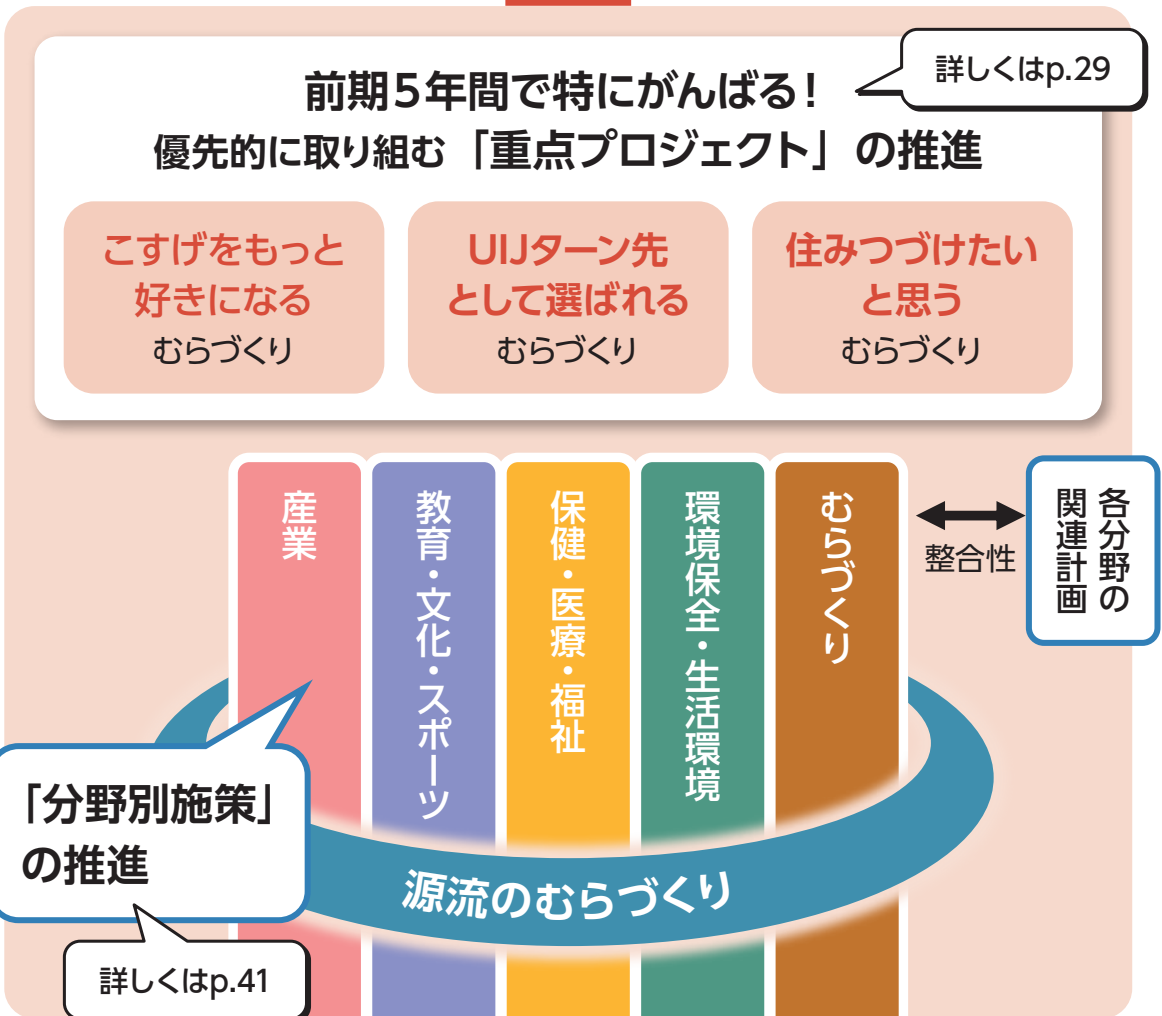 前期5年間で特にがんばる!
詳しくはp.29
優先的に取り組む「重点プロジェクト」の推進
こすげをもっと
好きになる
むらづくり
UIJターン先
として選ばれる
むらづくり
住みつづけたい
と思う
むらづくり
産業
教育・文化・スポーツ
保健・医療・福祉
環境保全・生活環境
むらづくり
整合性
各分野の
関連計画
「分野別施策」
の推進
源流のむらづくり
詳しくはp.41